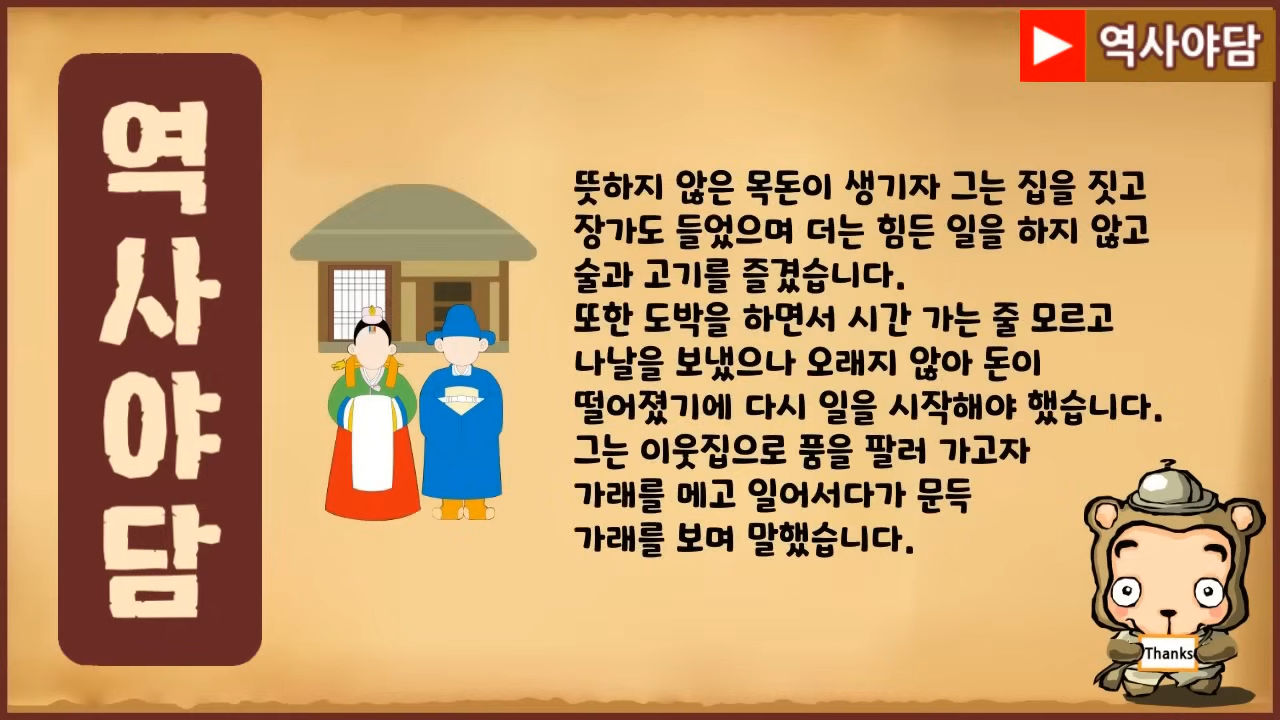 역사야담
역사야담
뜻하지 않은 목돈이 생기자 그는 집을 짓고
장가도 들었으며 더는 힘든 일을 하지 않고
술과 고기를 즐겼습니다.
또한 도박을 하면서 시간 가는 줄 모르고
나날을 보냈으나 오래지 않아 돈이
떨어졌기에 다시 일을 시작해야 했습니다.
그는 이웃집으로 품을 팔러 가고자
가래를 메고 일어서다가 문득
가래를 보며 말했습니다.
Thanks